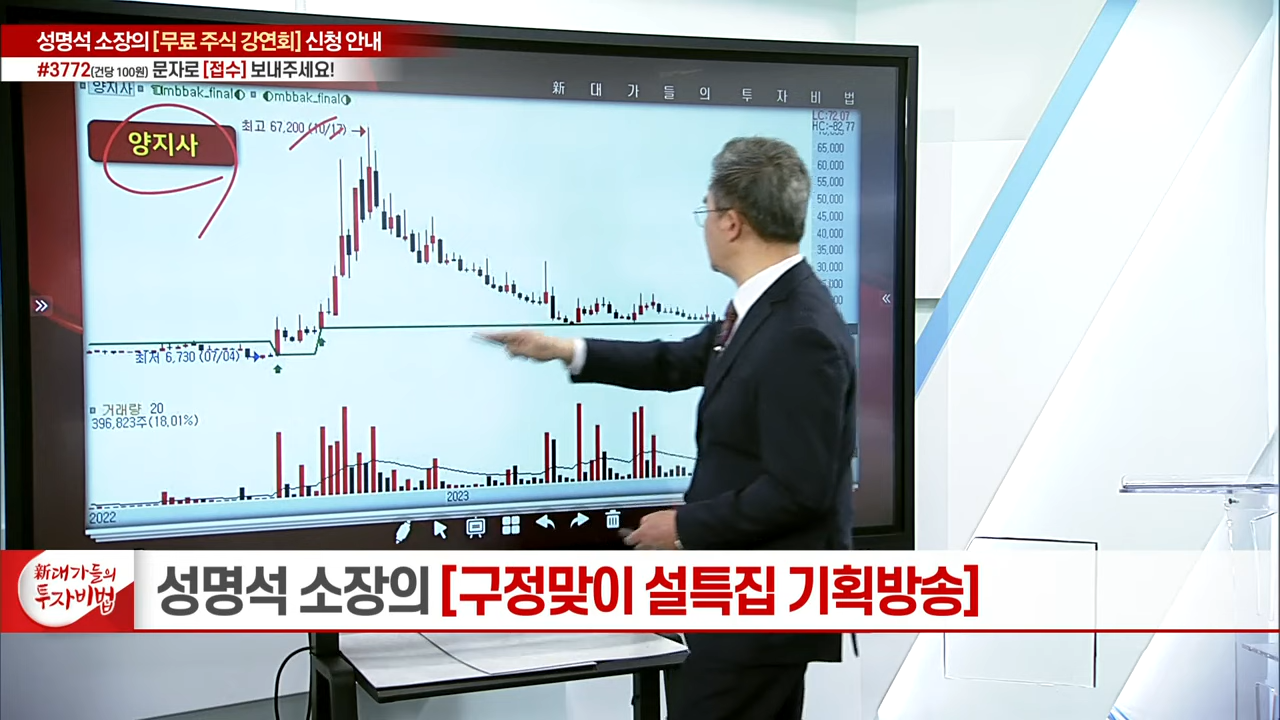 성명석 소장의 [무료 주식 강연회] 신청 안내
#3772(건당 100원) 문자로 [접수] 보내주세요!
양지사 mbbak_final mbbak_final
新 대 가 들 의 투 자 비 법
LC:72.07
HC:-82.77
양지사
최고 67,200 (10/17)
65,000
60,000
55,000
50,000
45,000
40,000
35,000
30,000
최저 6,730 (07/04)
거래량 20
396,823주(18.01%)
2022
2023
新대가들의
투자비법
성명석 소장의 [구정맞이 설특집 기획방송]